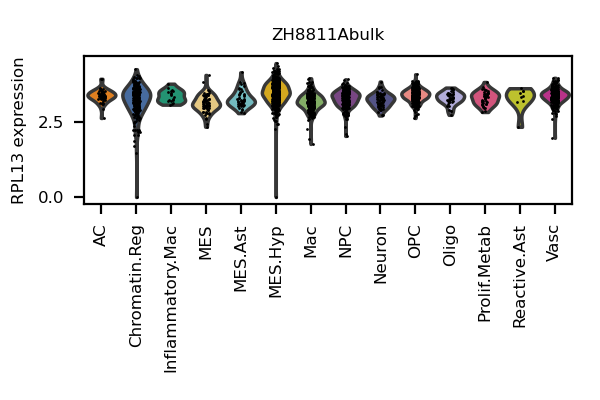 ZH8811Abulk
RPL13 expression
2.5
0.0
AC
Chromatin.Reg
Inflammatory.Mac
MES
MES.Ast
MES.Hyp
Mac
NPC
Neuron
OPC
Oligo
Prolif.Metab
Reactive.Ast
Vasc